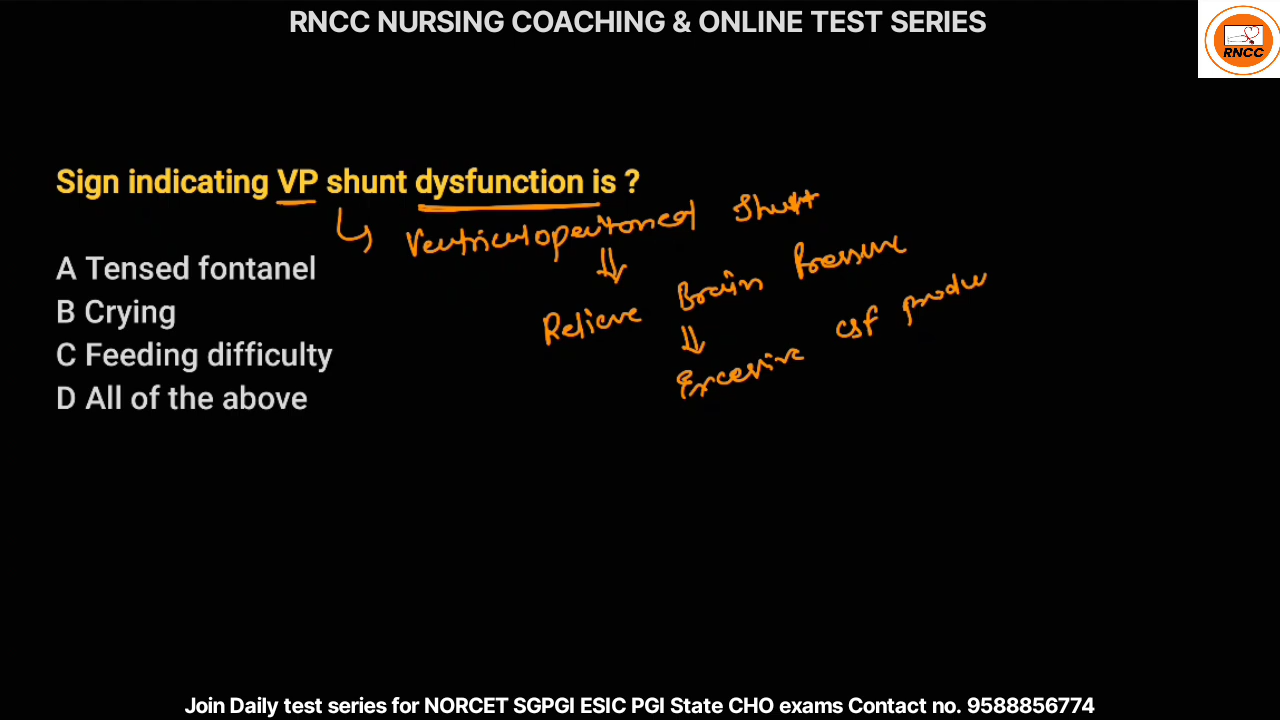 RNCC NURSING COACHING & ONLINE TEST SERIES
RNCC
Sign indicating VP shunt dysfunction is ?
Ventriculoperitoneal Shutt
Relieve Brain Pressure
Excessive csf produ
A Tensed fontanel
B Crying
C Feeding difficulty
D All of the above
Join Daily test series for NORCET SGPGI ESIC PGI State CHO exams Contact no. 9588856774